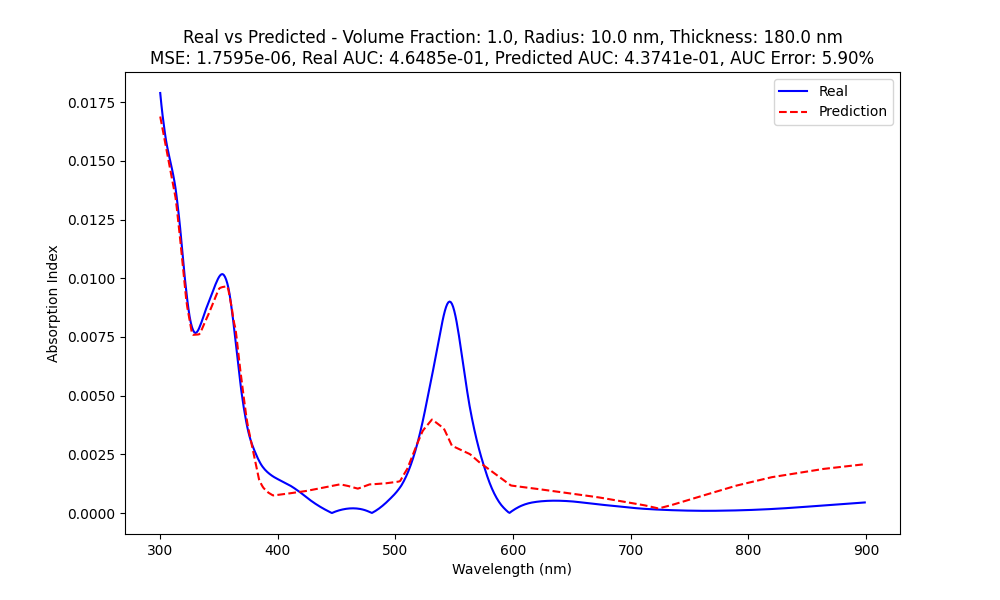 Real vs Predicted - Volume Fraction: 1.0, Radius: 10.0 nm, Thickness: 180.0 nm
MSE: 1.7595e-06, Real AUC: 4.6485e-01, Predicted AUC: 4.3741e-01, AUC Error: 5.90%
Real
Prediction
Absorption Index
0.0175
0.0150
0.0125
0.0100
0.0075
0.0050
0.0025
0.0000
300 400 500 600 700 800 900
Wavelength (nm)